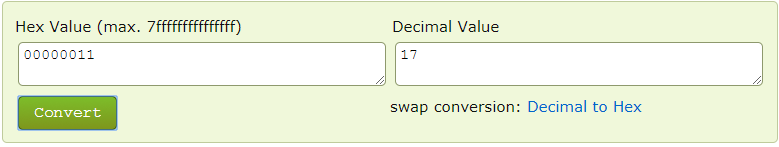 Hex Value (max. 7fffffffffffffff)
Decimal Value
00000011
17
Convert
swap conversion: Decimal to Hex